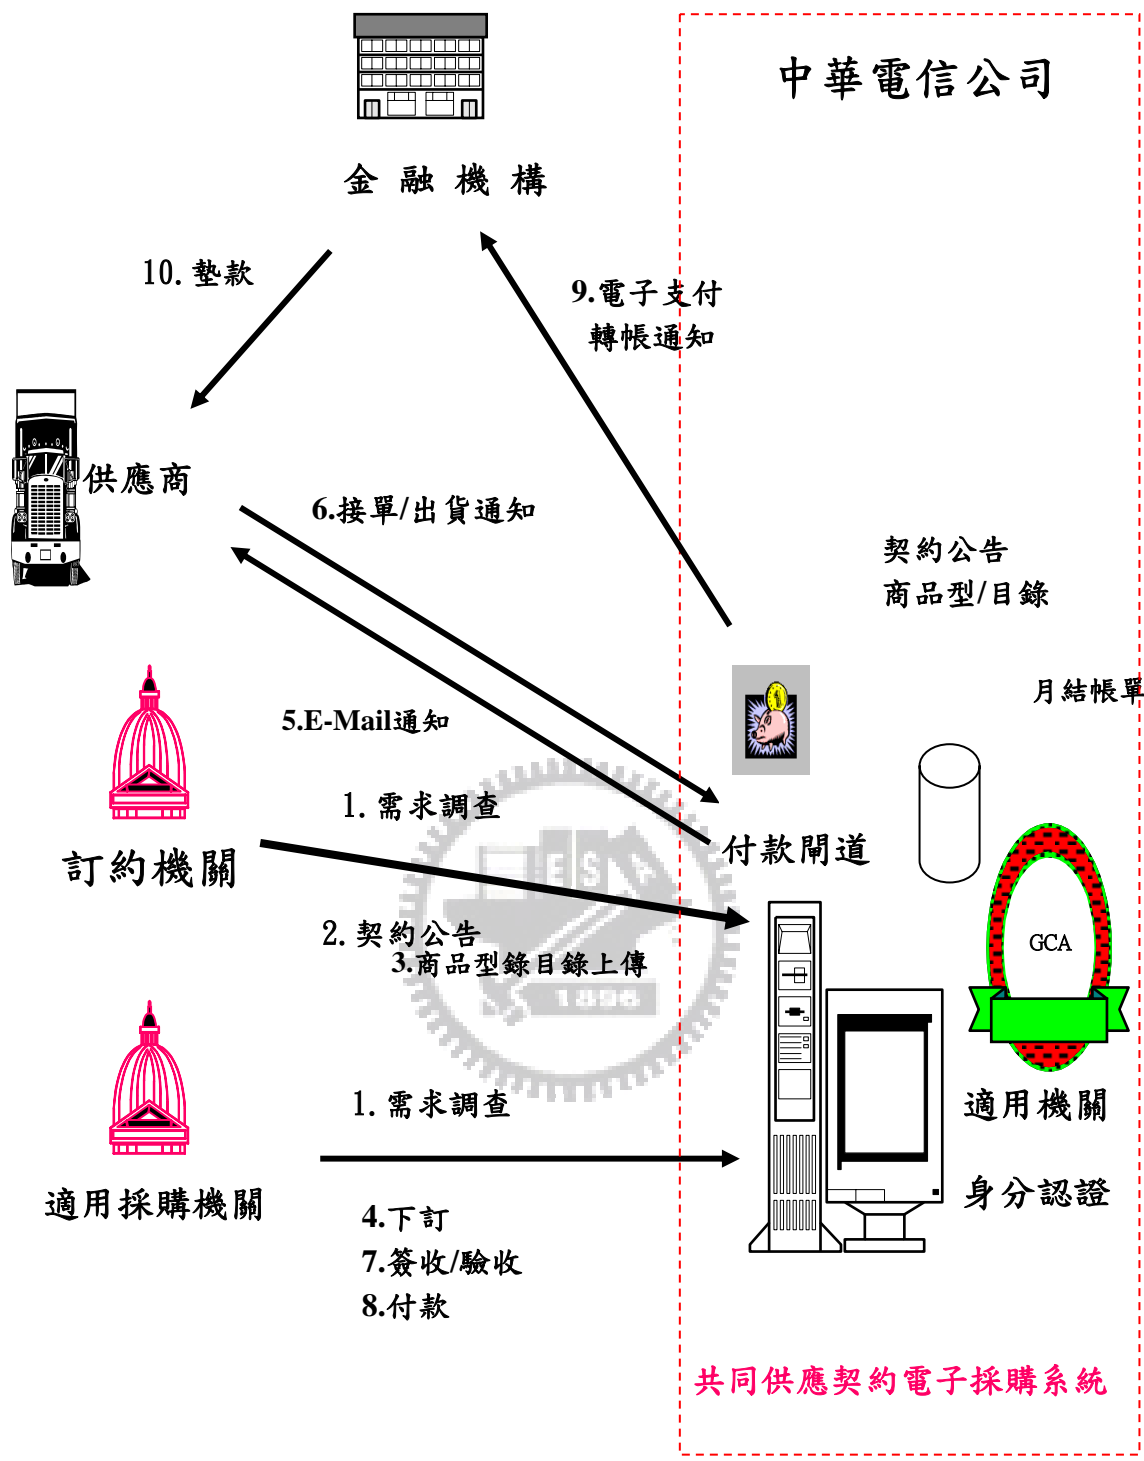 中華電信公司
金融機構
10.墊款
9.電子支付
轉帳通知
供應商
6.接單/出貨通知
契約公告
商品型/目錄
月結帳單
5.E-Mail通知
1.需求調查
付款閘道
訂約機關
ES
2.契約公告
3.商品型錄目錄上傳
GCA
1896
1.需求調查
適用機關
身分認證
適用採購機關
4.下訂
7.簽收/驗收
8.付款
共同供應契約電子採購系統